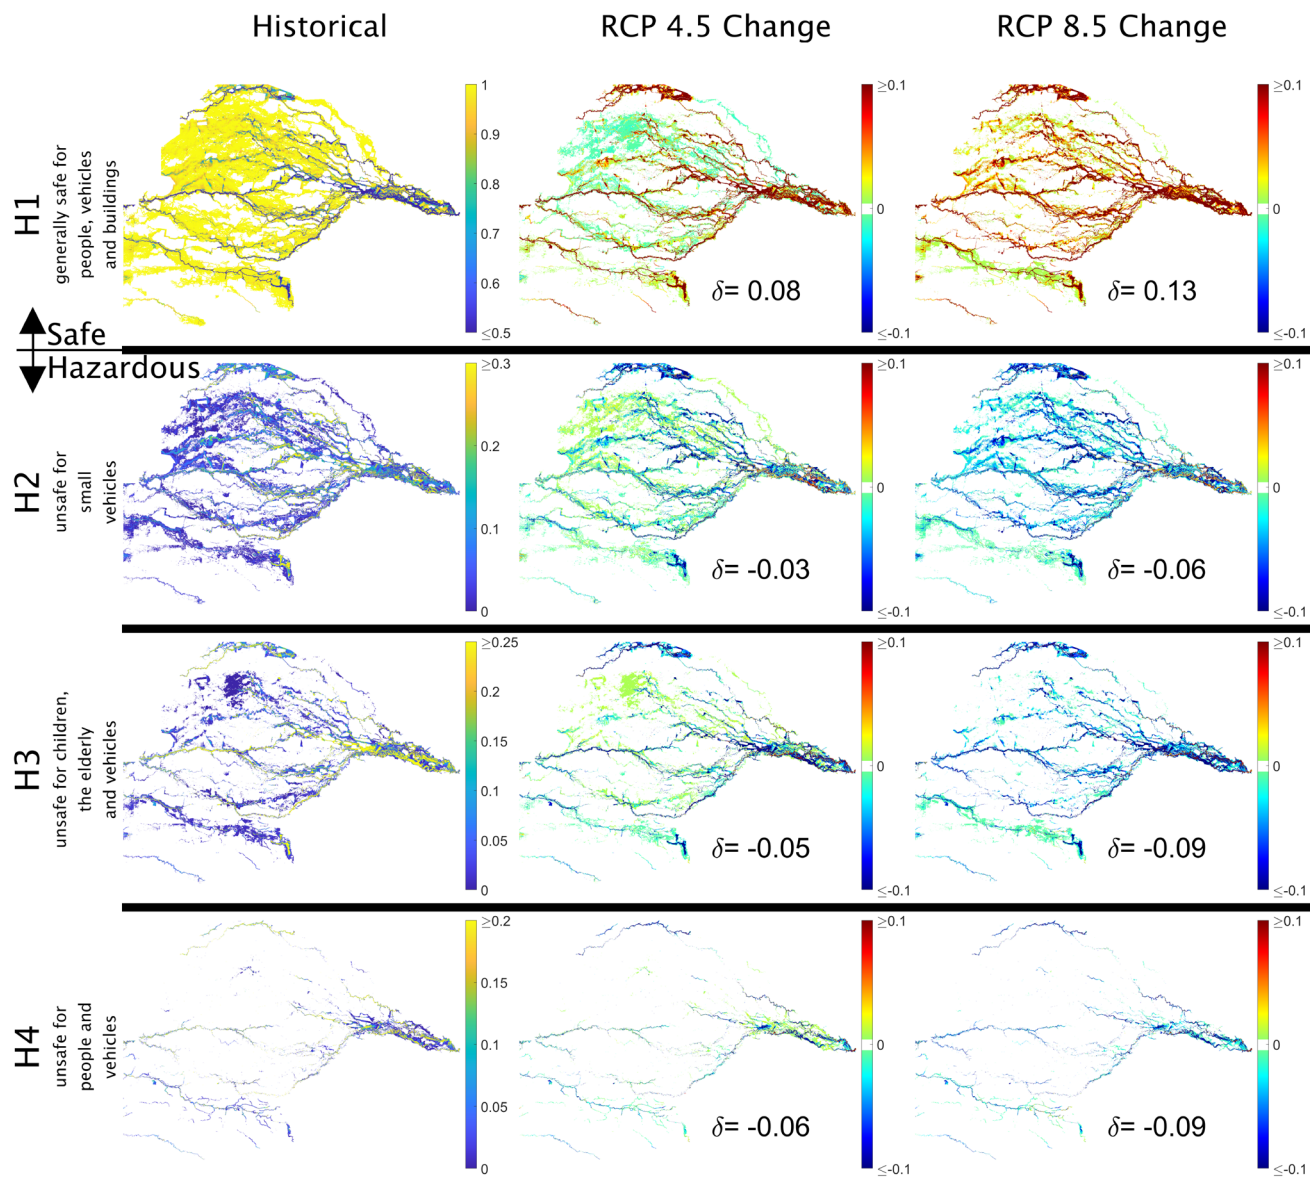 Historical
RCP 4.5 Change
RCP 8.5 Change
H1
generally safe for
people, vehicles
and buildings
1
0.9
0.8
0.7
0.6
≤0.5
≥0.1
0
≤-0.1
δ= 0.08
≥0.1
0
≤-0.1
δ= 0.13
Safe
Hazardous
H2
unsafe for
small
vehicles
≥0.3
0.2
0.1
0
≥0.1
0
≤-0.1
δ= -0.03
≥0.1
0
≤-0.1
δ= -0.06
H3
unsafe for children,
the elderly
and vehicles
≥0.25
0.2
0.15
0.1
0.05
0
≥0.1
0
≤-0.1
δ= -0.05
≥0.1
0
≤-0.1
δ= -0.09
H4
unsafe for
people and
vehicles
≥0.2
0.15
0.1
0.05
0
≥0.1
0
≤-0.1
δ= -0.06
≥0.1
0
≤-0.1
δ= -0.09